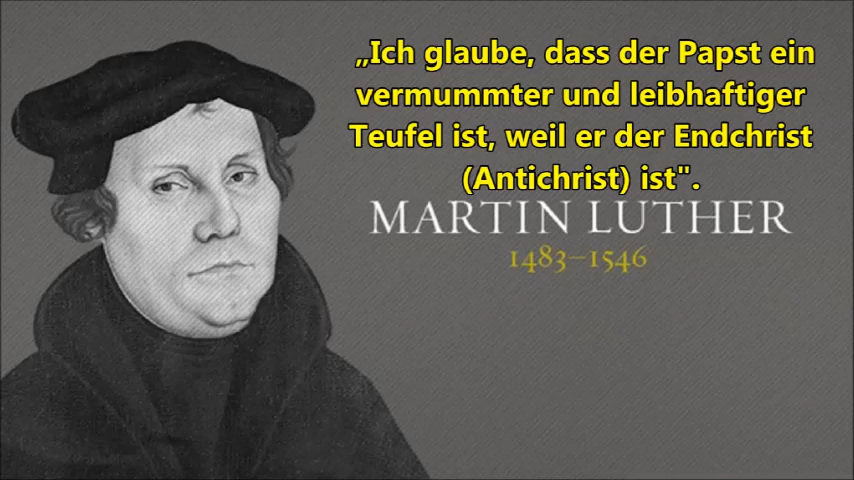 „Ich glaube, dass der Papst ein
vermummter und leibhaftiger
Teufel ist, weil er der Endchrist
(Antichrist) ist".
MARTIN LUTHER
1483–1546